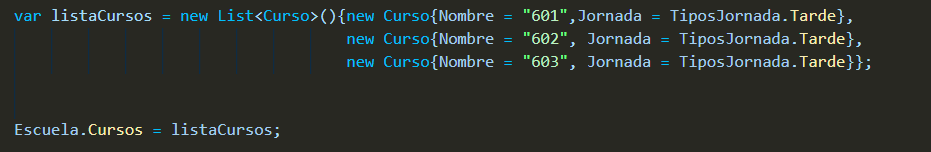 var listaCursos = new List<Curso>(){new Curso{Nombre = "601",Jornada = TiposJornada.Tarde},
new Curso{Nombre = "602", Jornada = TiposJornada.Tarde},
new Curso{Nombre = "603", Jornada = TiposJornada.Tarde}};
Escuela.Cursos = listaCursos;